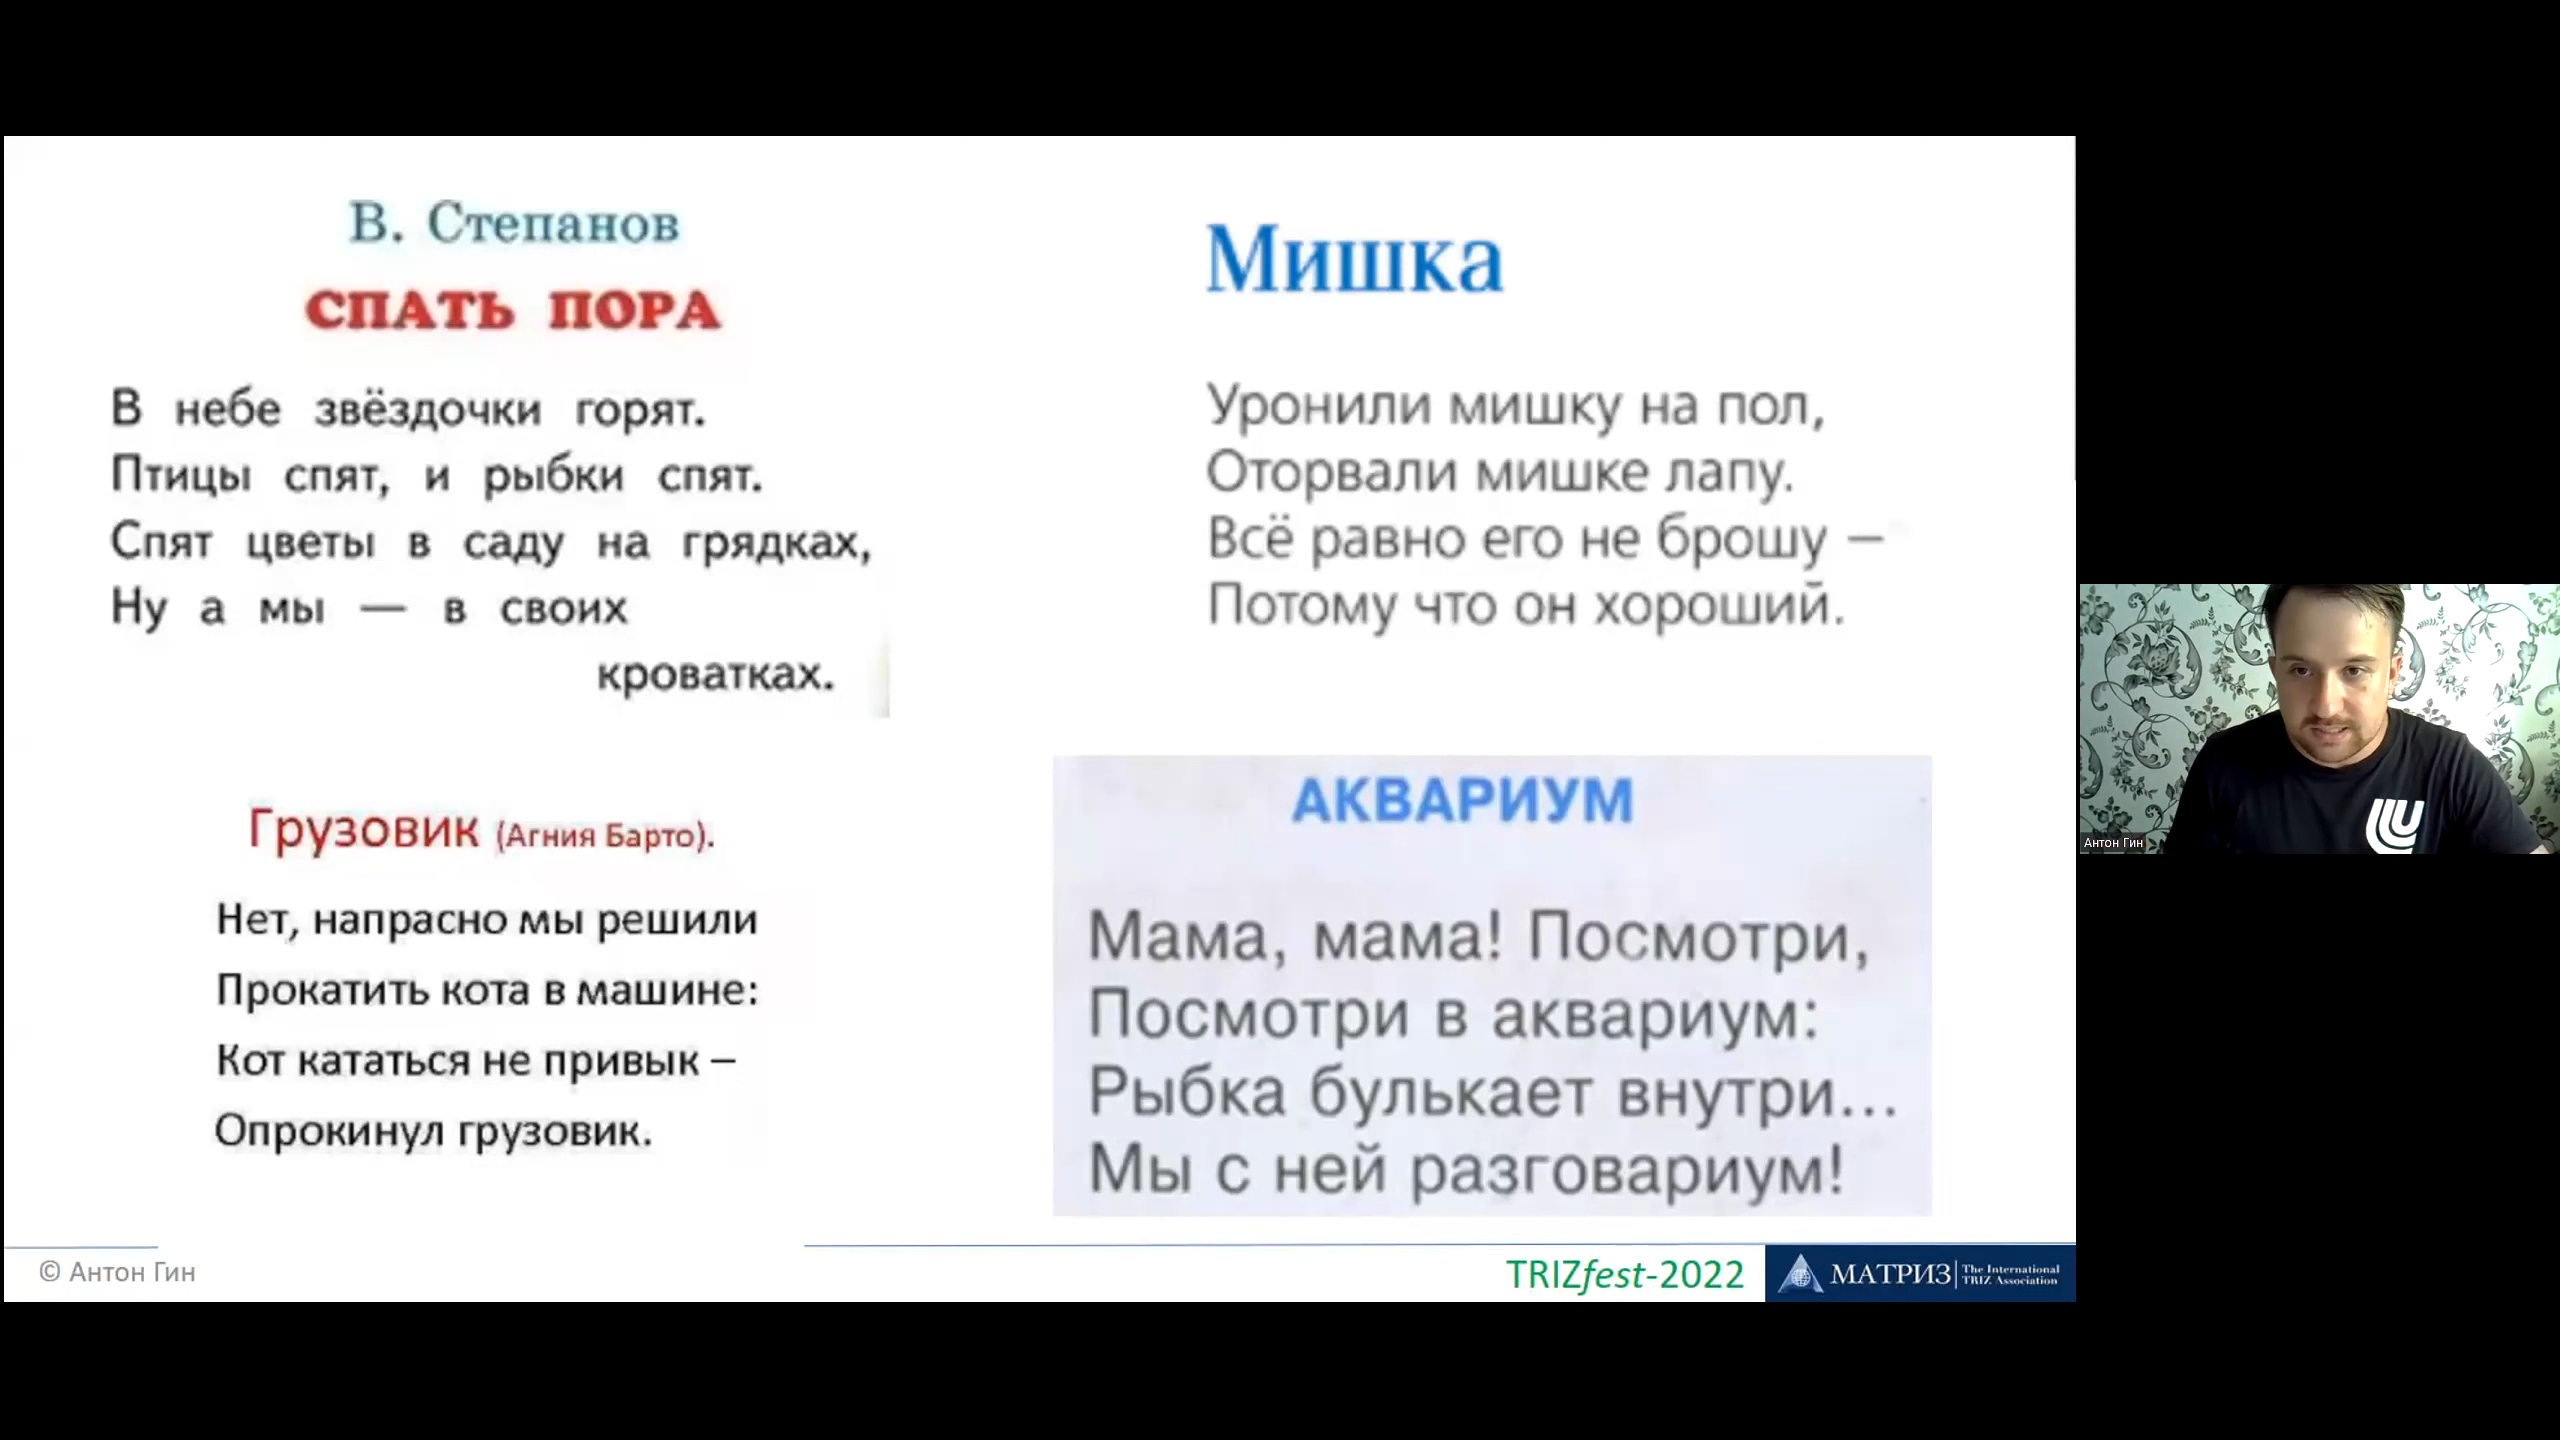 В. Степанов
СПАТЬ ПОРА
В небе звёздочки горят.
Птицы спят, и рыбки спят.
Спят цветы в саду на грядках,
Ну а мы — в своих
кроватках.
Мишка
Уронили мишку на пол,
Оторвали мишке лапу.
Всё равно его не брошу –
Потому что он хороший.
Грузовик (Агния Барто).
Нет, напрасно мы решили
Прокатить кота в машине:
Кот кататься не привык –
Опрокинул грузовик.
АКВАРИУМ
Мама, мама! Посмотри,
Посмотри в аквариум:
Рыбка булькает внутри...
Мы с ней разговариум!
© Антон Гин
TRIZfest-2022
МАТРИЗ
The International
TRIZ Association
Антон Гин